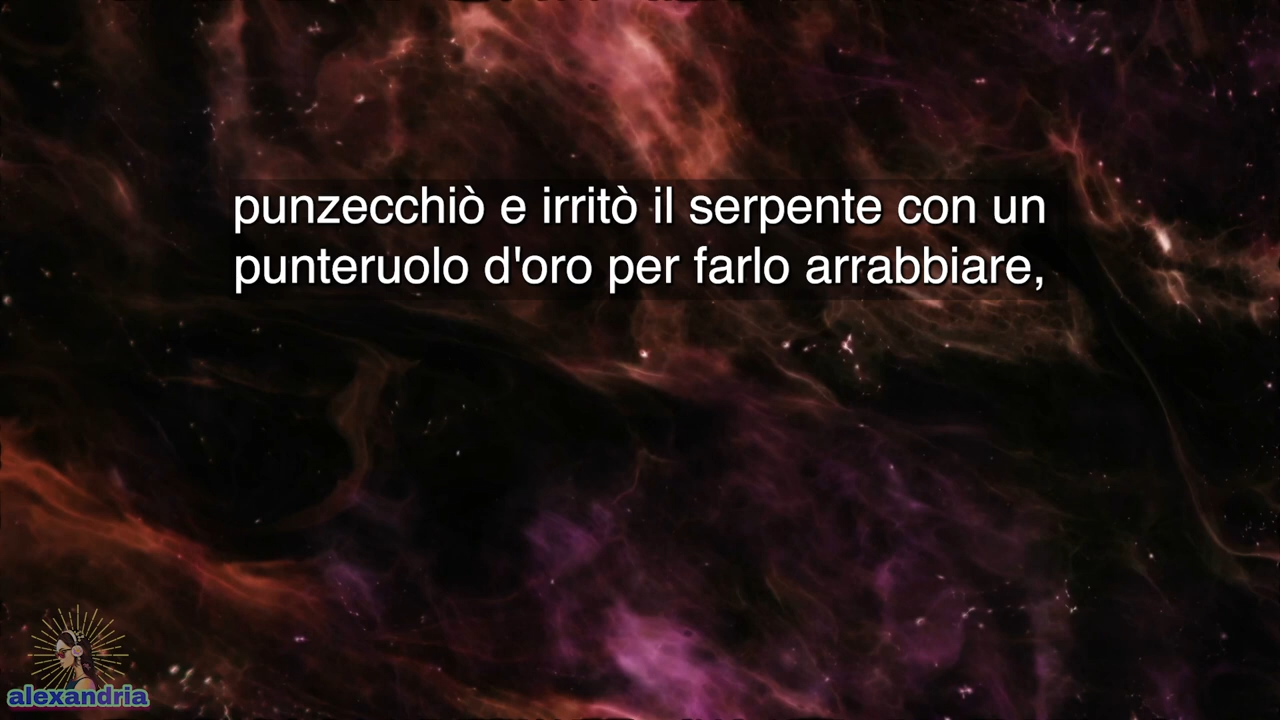 punzecchiò e irritò il serpente con un
punteruolo d'oro per farlo arrabbiare,
alexandria